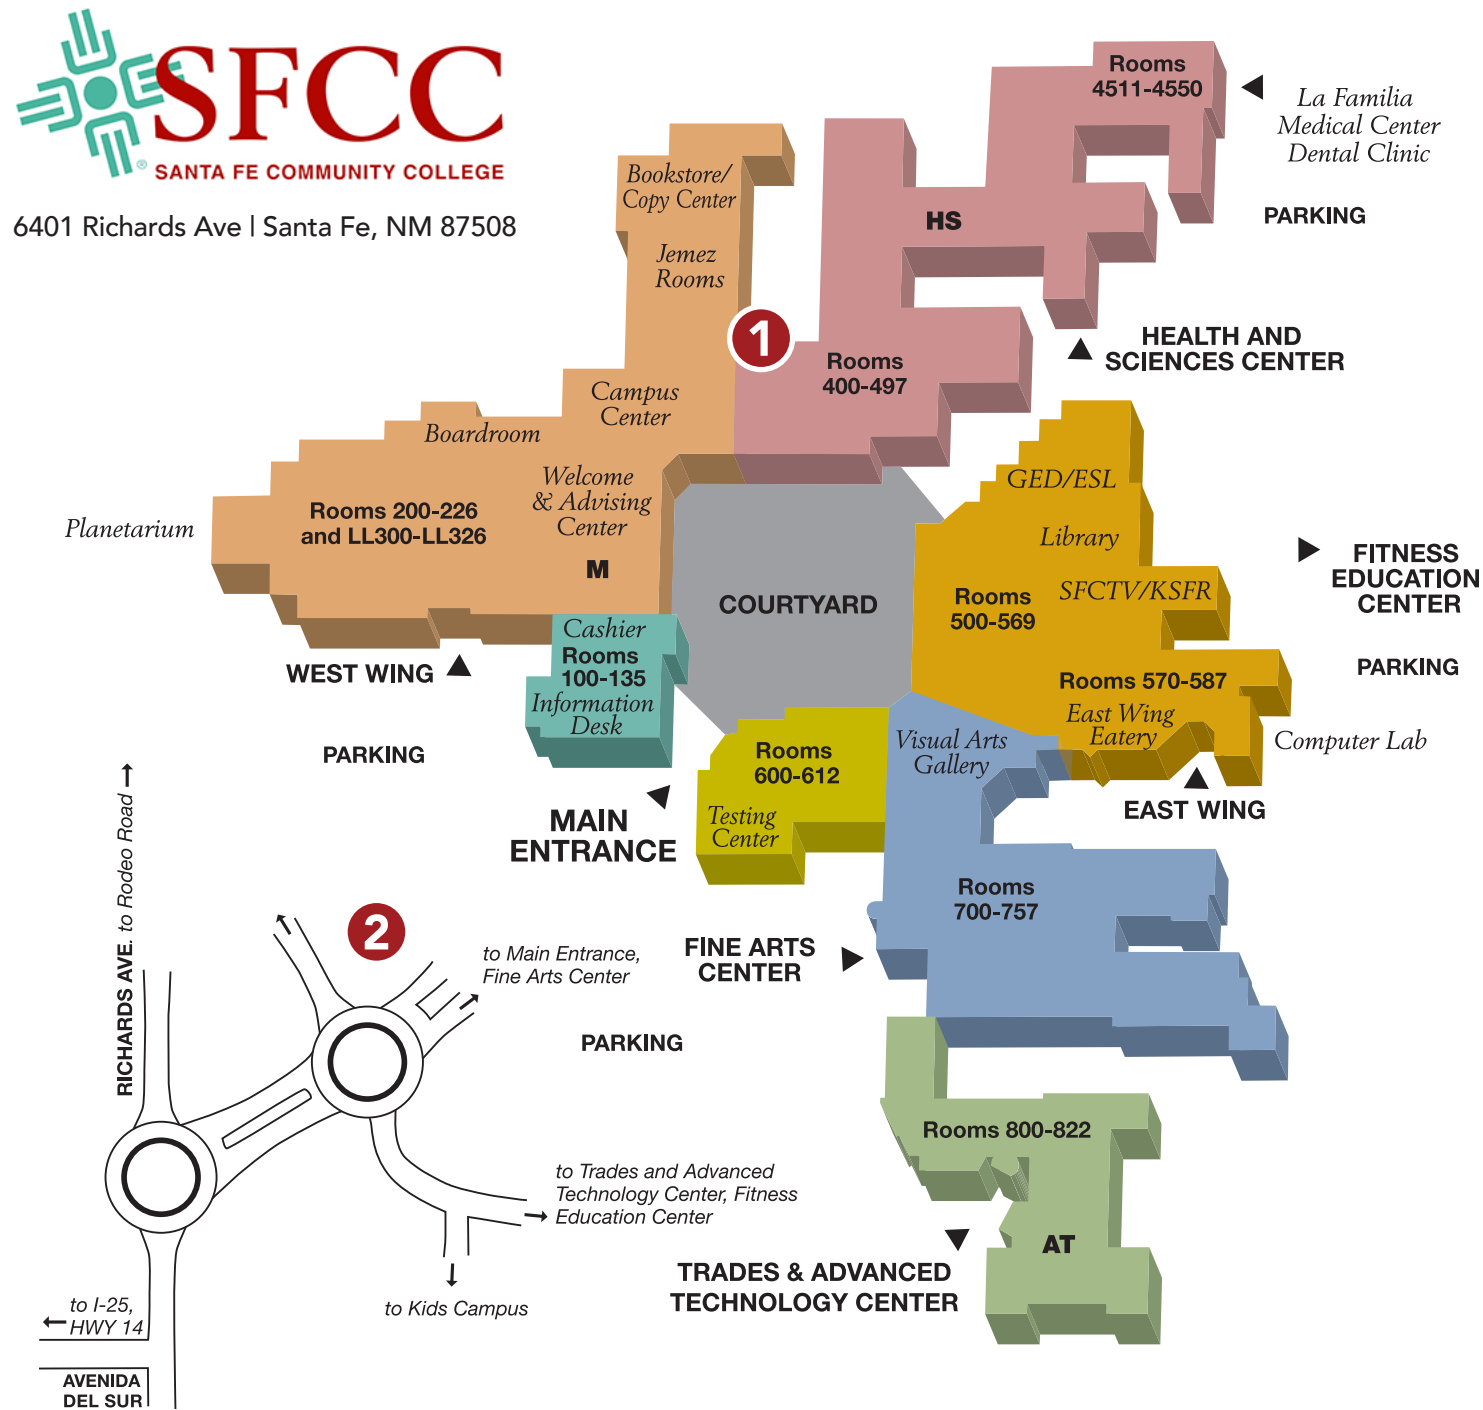 SFCC
®
SANTA FE COMMUNITY COLLEGE
6401 Richards Ave | Santa Fe, NM 87508
Rooms
4511-4550
La Familia
Medical Center
Dental Clinic
PARKING
Bookstore/
Copy Center
Jemez
Rooms
HS
1
HEALTH AND
SCIENCES CENTER
Rooms
400-497
Campus
Center
Boardroom
Welcome
& Advising
Center
GED/ESL
Rooms 200-226
and LL300-LL326
Planetarium
M
Library
FITNESS
EDUCATION
CENTER
COURTYARD
Rooms
500-569
SFCTV/KSFR
Cashier
Rooms
100-135
Information
Desk
WEST WING
PARKING
Rooms 570-587
East Wing
Eatery
Computer Lab
PARKING
Visual Arts
Gallery
Rooms
600-612
Testing
Center
MAIN
ENTRANCE
EAST WING
Rooms
700-757
FINE ARTS
CENTER
RICHARDS AVE. to Rodeo Road
2
to Main Entrance,
Fine Arts Center
PARKING
Rooms 800-822
to Trades and Advanced
Technology Center, Fitness
Education Center
AT
TRADES & ADVANCED
TECHNOLOGY CENTER
to Kids Campus
to I-25,
HWY 14
AVENIDA
DEL SUR